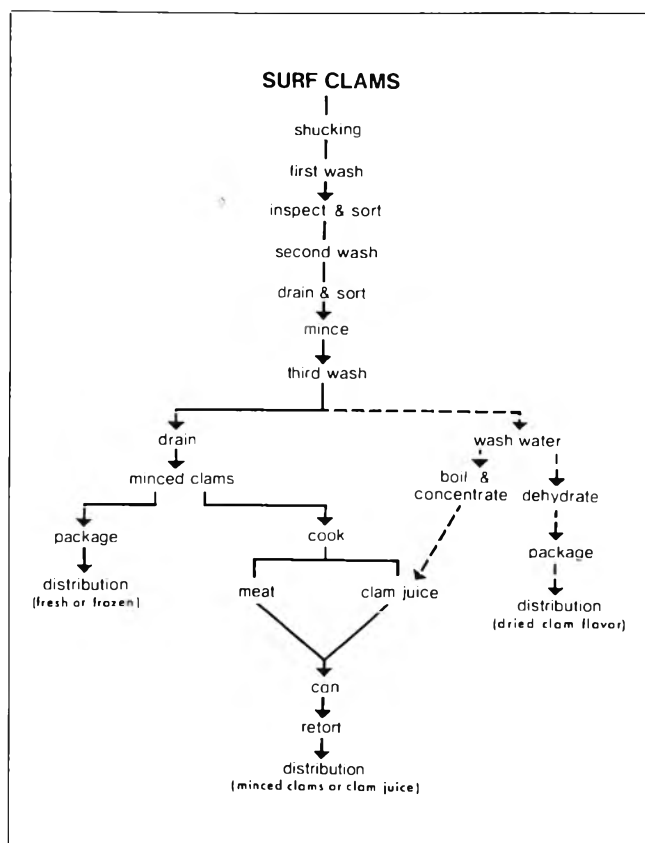 SURF CLAMS
shucking
first wash
inspect & sort
second wash
drain & sort
mince
third wash
drain
wash water
minced clams
boil &
concentrate
dehydrate
package
cook
package
distribution
(fresh or frozen)
meat
clam juice
distribution
(dried clam flavor)
can
retort
distribution
(minced clams or clam juice)